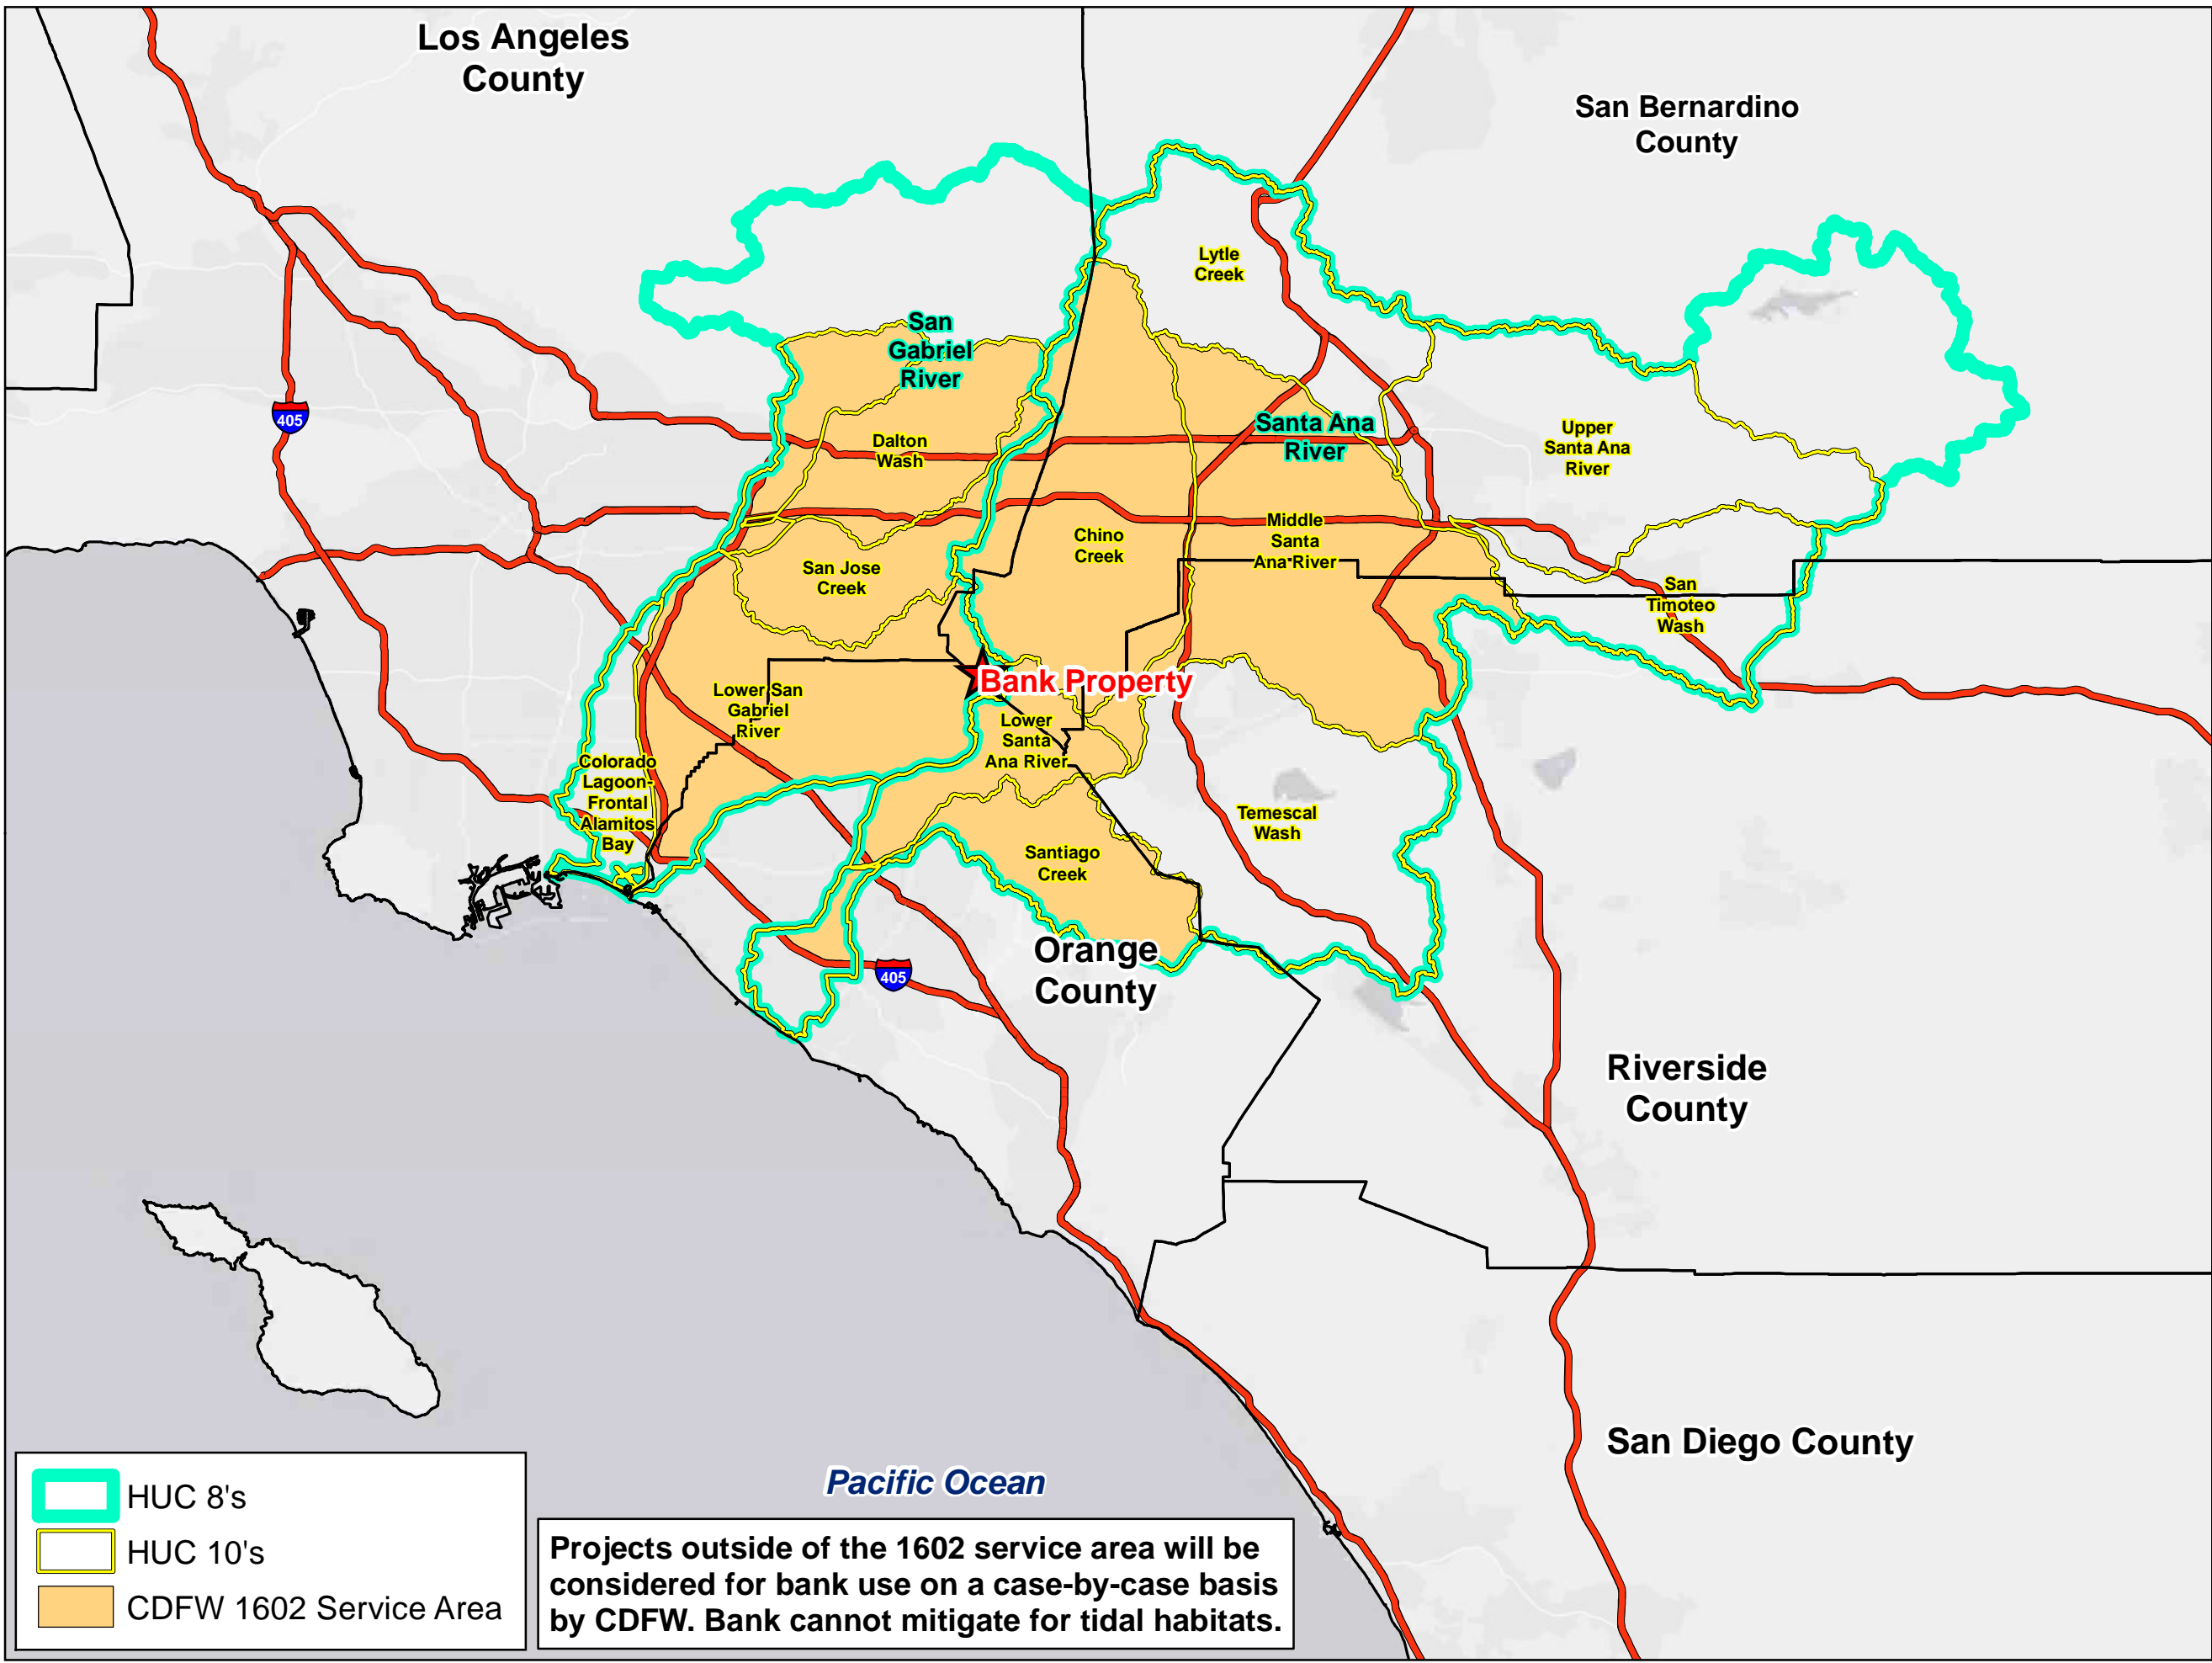 Los Angeles
County
San Bernardino
County
Lytle
Creek
San
Gabriel
River
405
Dalton
Wash
Santa Ana
River
Upper
Santa Ana
River
Chino
Creek
Middle
Santa
Ana River
San Jose
Creek
San
Timoteo
Wash
Bank Property
Lower San
Gabriel
River
Lower
Santa
Ana River
Colorado
Lagoon-
Frontal
Alamitos
Bay
Temescal
Wash
Santiago
Creek
Orange
County
405
Riverside
County
San Diego County
Pacific Ocean
HUC 8's
HUC 10's
CDFW 1602 Service Area
Projects outside of the 1602 service area will be
considered for bank use on a case-by-case basis
by CDFW. Bank cannot mitigate for tidal habitats.